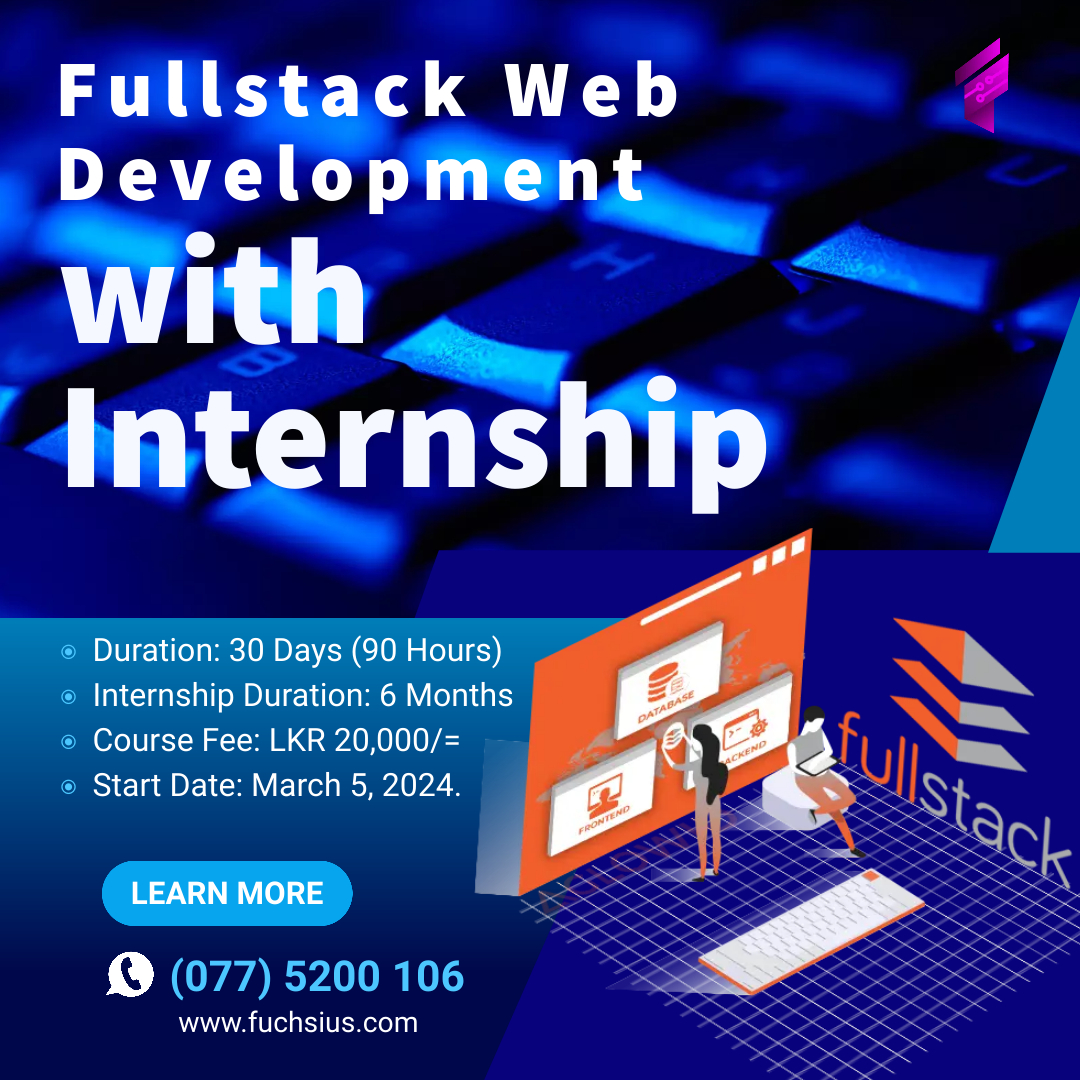 Fullstack Web
Development
with
Internship
Duration: 30 Days (90 Hours)
Internship Duration: 6 Months
Course Fee: LKR 20,000/=
Start Date: March 5, 2024.
LEARN MORE
(077) 5200 106
www.fuchsius.com
DATABASE
BACKEND
FRONTEND
fullstack
H
B
U